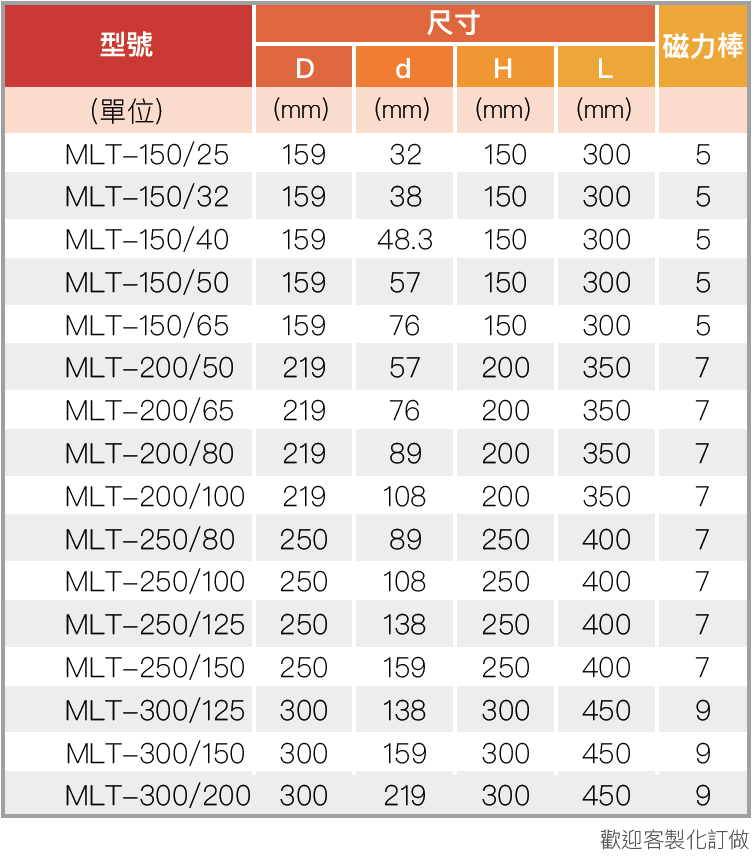 型號 尺寸 磁力棒
D d H L
(單位) (mm) (mm) (mm) (mm)
MLT-150/25 159 32 150 300 5
MLT-150/32 159 38 150 300 5
MLT-150/40 159 48.3 150 300 5
MLT-150/50 159 57 150 300 5
MLT-150/65 159 76 150 300 5
MLT-200/50 219 57 200 350 7
MLT-200/65 219 76 200 350 7
MLT-200/80 219 89 200 350 7
MLT-200/100 219 108 200 350 7
MLT-250/80 250 89 250 400 7
MLT-250/100 250 108 250 400 7
MLT-250/125 250 138 250 400 7
MLT-250/150 250 159 250 400 7
MLT-300/125 300 138 300 450 9
MLT-300/150 300 159 300 450 9
MLT-300/200 300 219 300 450 9
歡迎客製化訂做